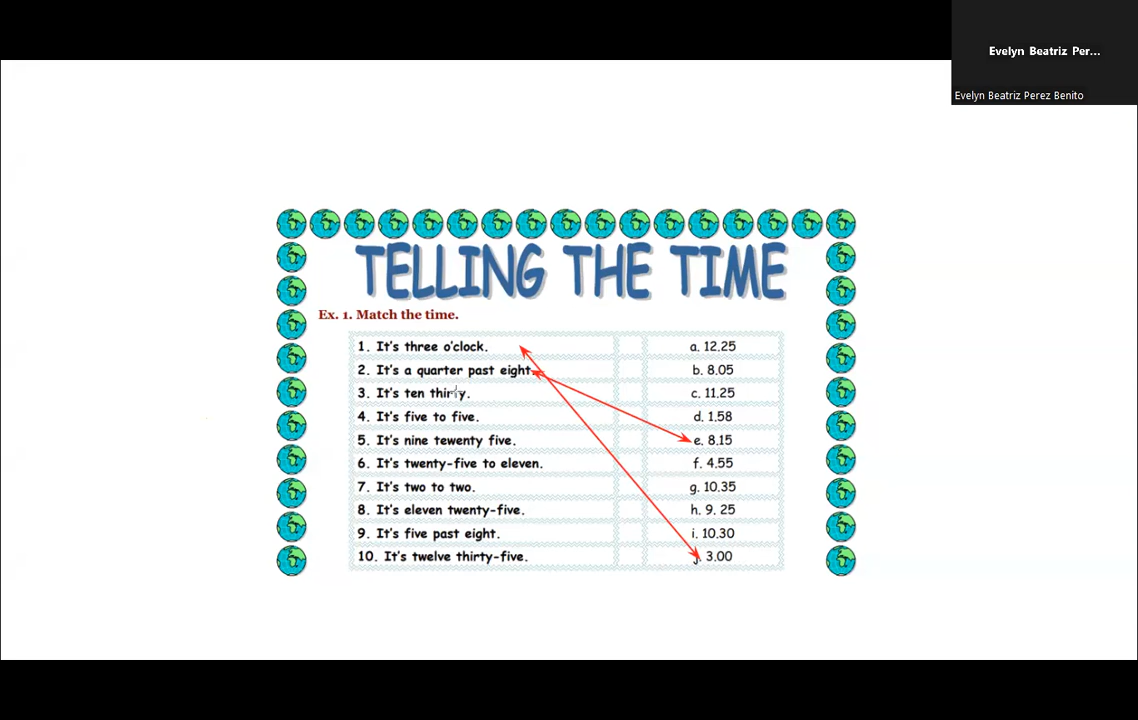 Evelyn Beatriz Per...
Evelyn Beatriz Perez Benito
TELLING THE TIME
Ex. 1. Match the time.
1. It's three o'clock. a. 12.25
2. It's a quarter past eight. b. 8.05
3. It's ten thirty. c. 11.25
4. It's five to five. d. 1.58
5. It's nine tewenty five. e. 8.15
6. It's twenty-five to eleven. f. 4.55
7. It's two to two. g. 10.35
8. It's eleven twenty-five. h. 9. 25
9. It's five past eight. i. 10.30
10. It's twelve thirty-five. j. 3.00